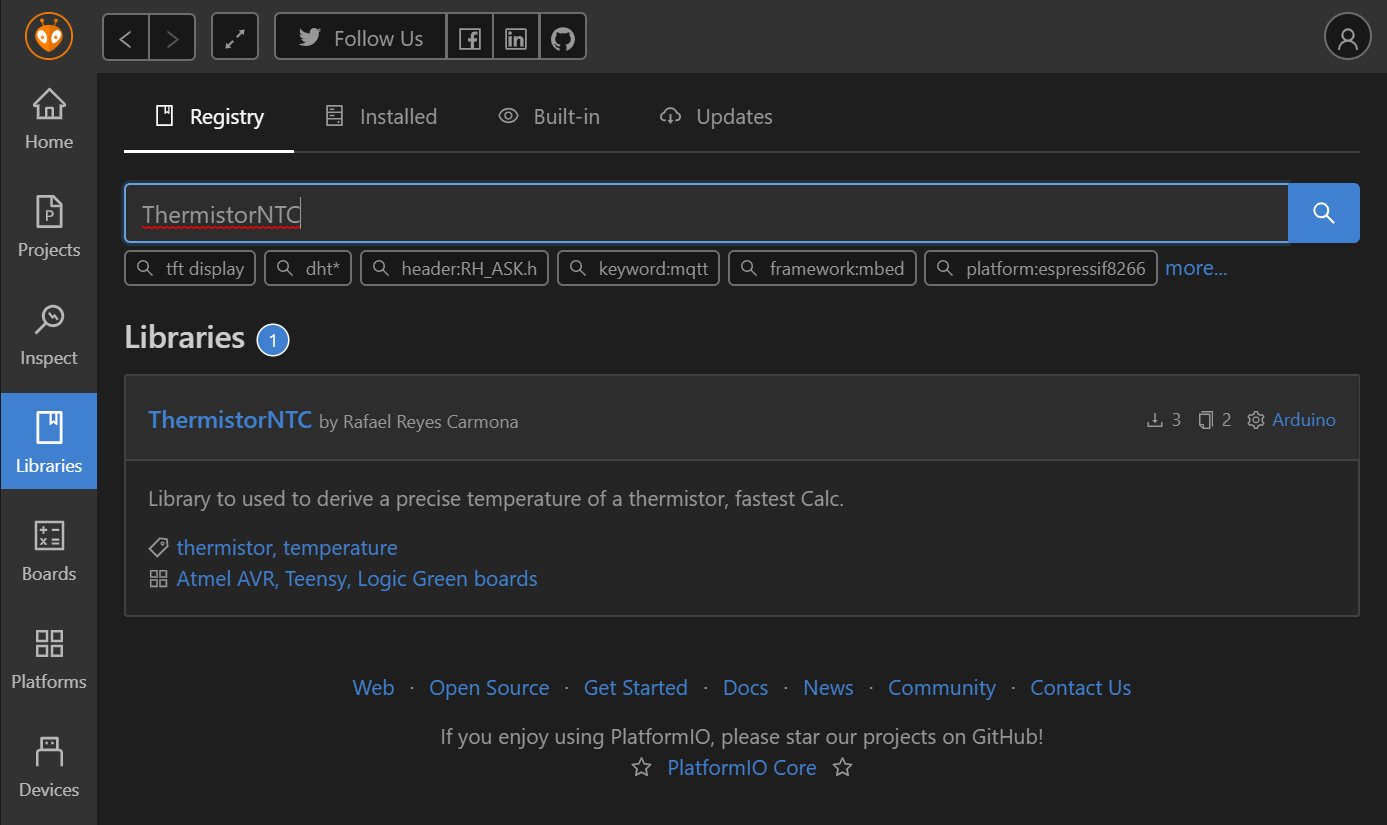 Follow Us
Home
Projects
Inspect
Libraries
Boards
Platforms
Devices
Registry Installed Built-in Updates
ThermistorNTC
tft display dht* header:RH_ASK.h keyword:mqtt framework:mbed platform:espressif8266 more...
Libraries 1
ThermistorNTC by Rafael Reyes Carmona 3 2 Arduino
Library to used to derive a precise temperature of a thermistor, fastest Calc.
thermistor, temperature
Atmel AVR, Teensy, Logic Green boards
Web · Open Source · Get Started · Docs · News · Community · Contact Us
If you enjoy using PlatformIO, please star our projects on GitHub!
PlatformIO Core